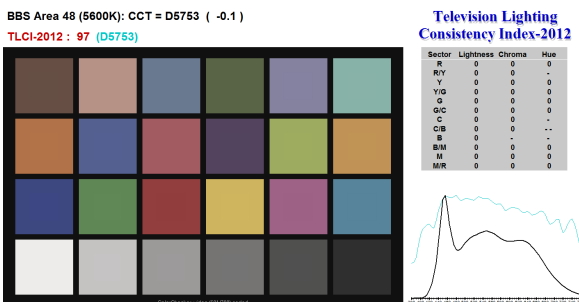 BBS Area 48 (5600K): CCT = D5753 ( -0.1 )
TLCI-2012 : 97 (D5753)
Television Lighting
Consistency Index-2012
Sector Lightness Chroma Hue
R 0 0 0
R/Y 0 0 -
Y 0 0 0
Y/G 0 0 0
G 0 0 0
G/C 0 0 0
C 0 0 -
C/B 0 0 --
B 0 - -
B/M 0 0 0
M 0 0 0
M/R 0 0 0